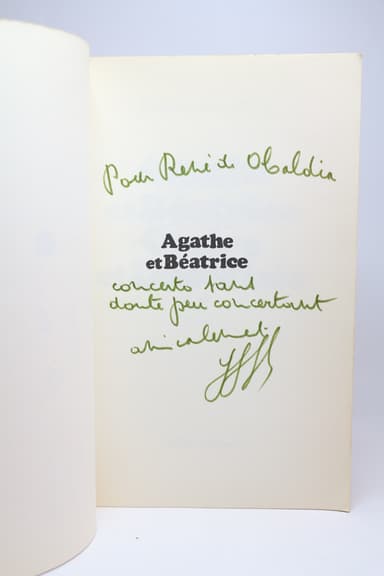 Pour René de Obaldia
Agathe
et Béatrice
concerto sans
doute peu concertant
amicalement